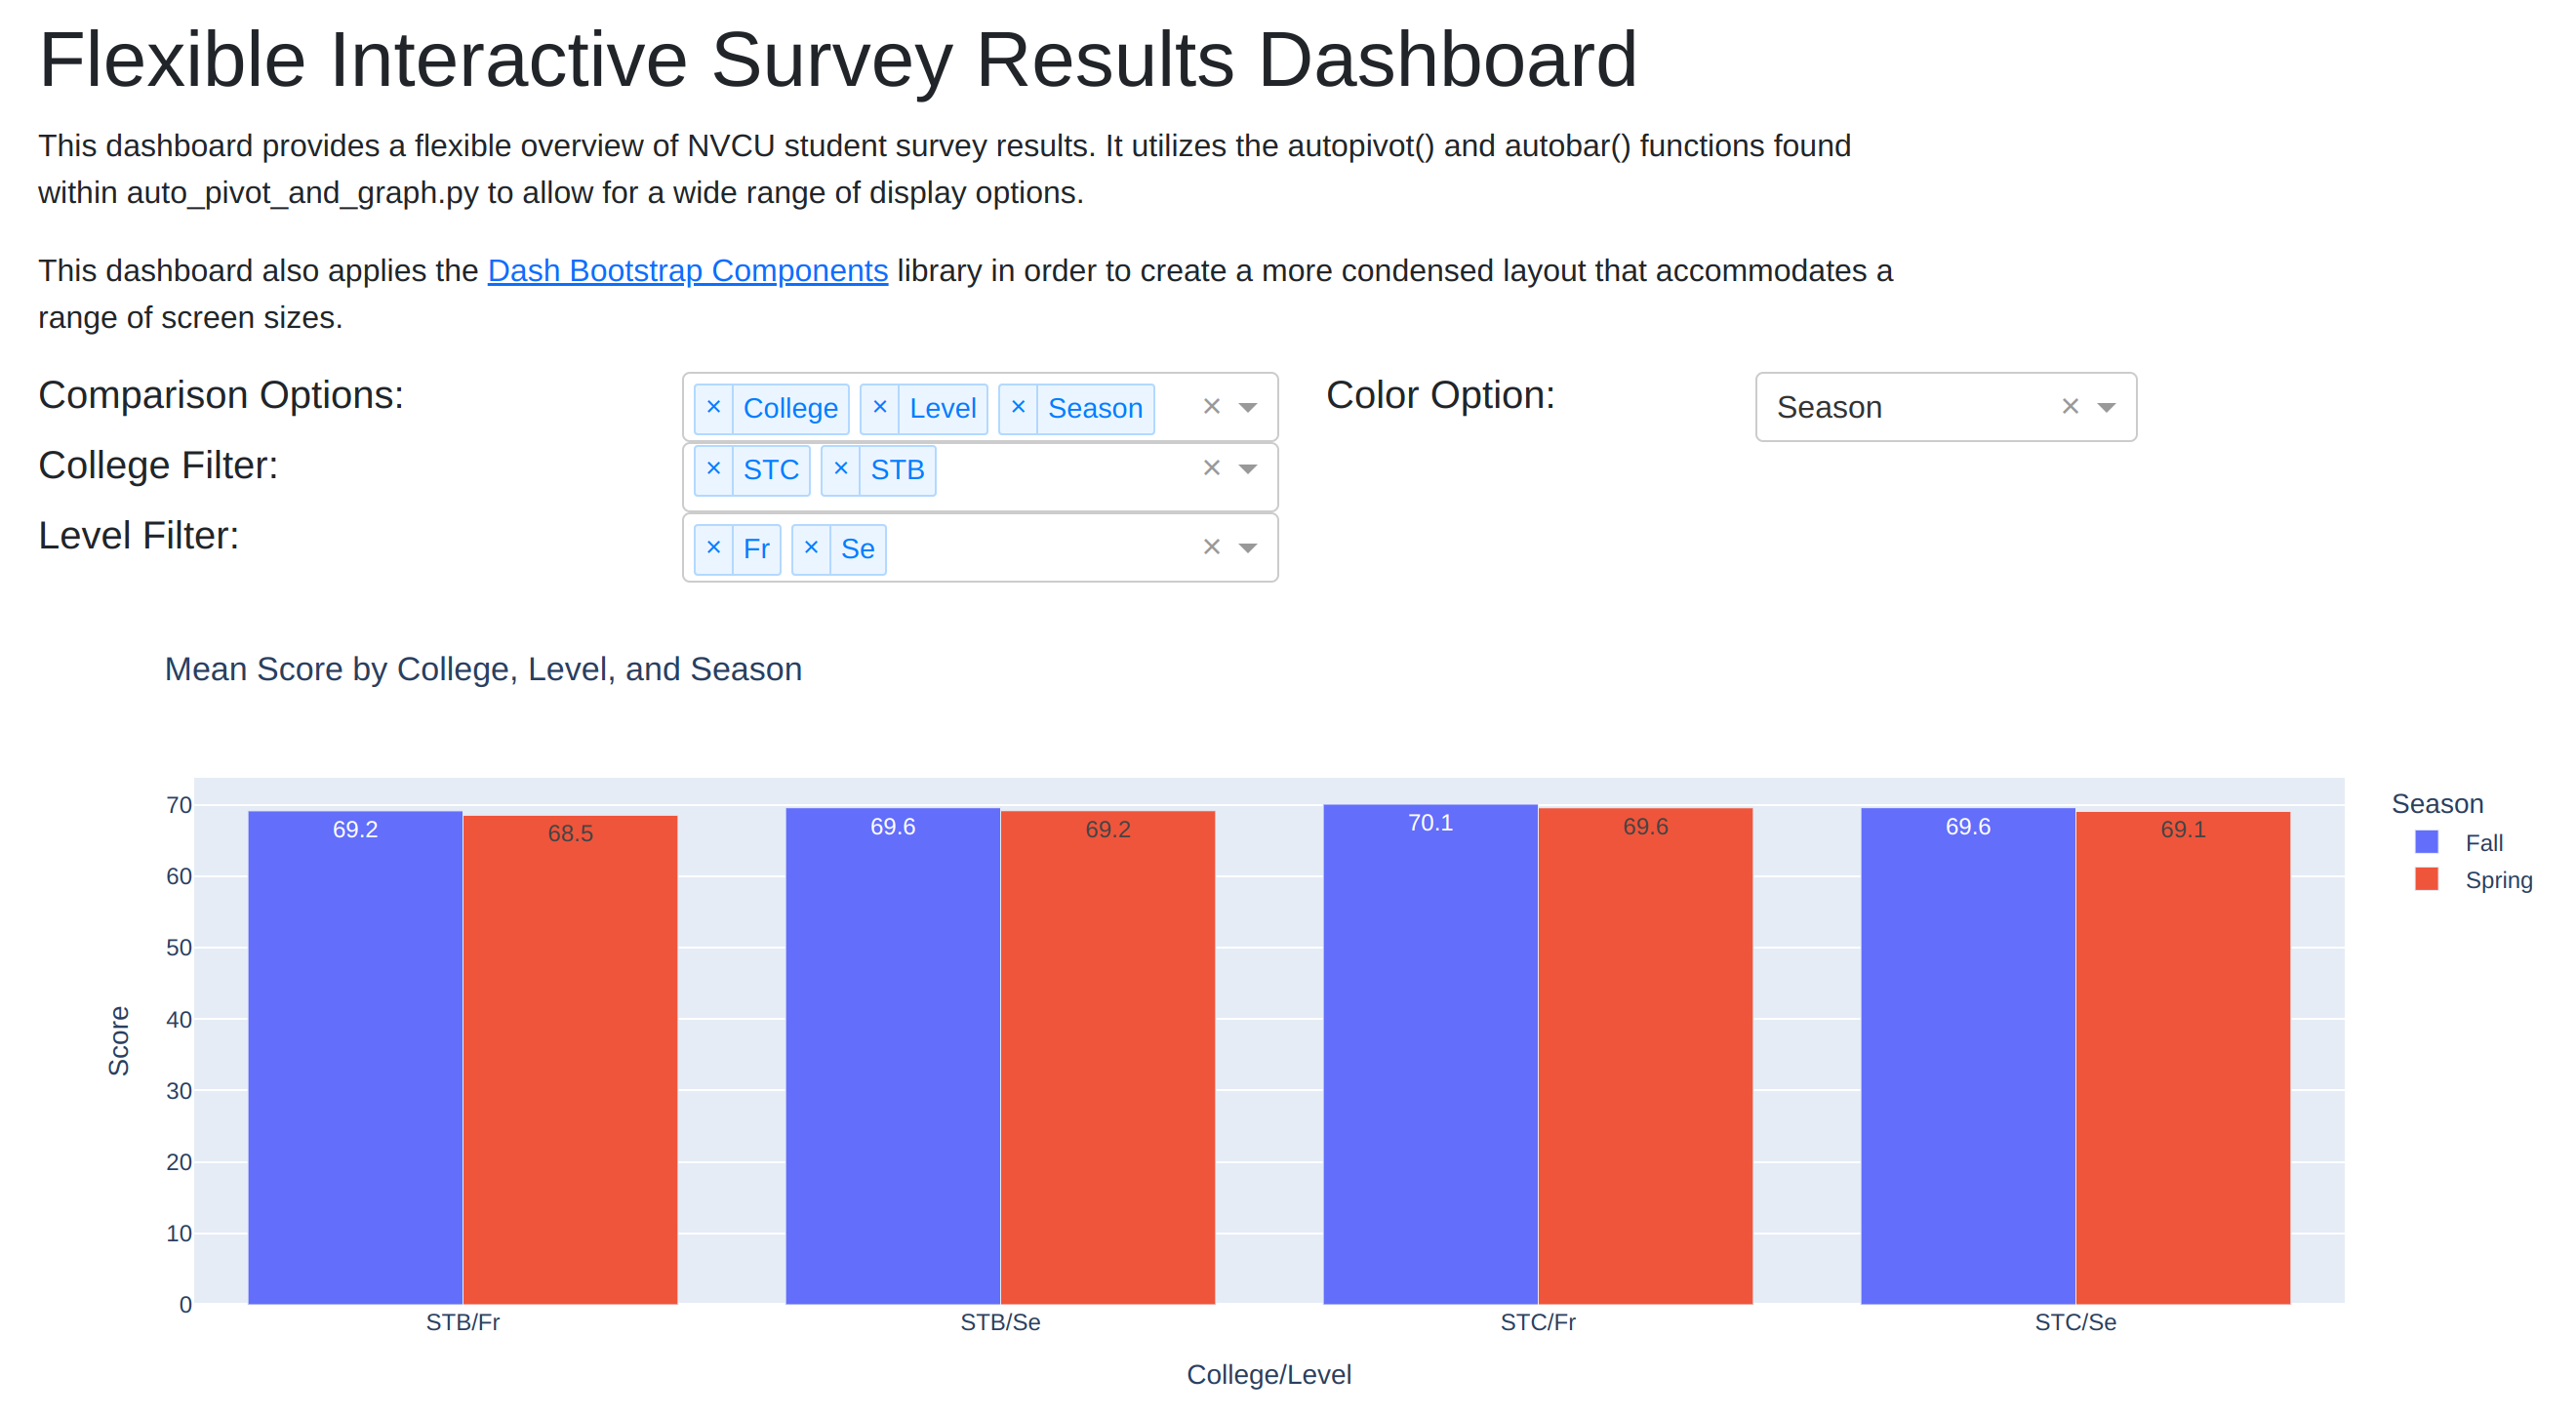 Flexible Interactive Survey Results Dashboard
This dashboard provides a flexible overview of NVCU student survey results. It utilizes the autopivot() and autobar() functions found
within auto_pivot_and_graph.py to allow for a wide range of display options.
This dashboard also applies the Dash Bootstrap Components library in order to create a more condensed layout that accommodates a
range of screen sizes.
Comparison Options: × College × Level × Season × Color Option: Season ×
College Filter: × STC × STB ×
Level Filter: × Fr × Se ×
Mean Score by College, Level, and Season
Season
Fall
Spring
Score
70
60
50
40
30
20
10
0
69.2 68.5 69.6 69.2 70.1 69.6 69.6 69.1
STB/Fr STB/Se STC/Fr STC/Se
College/Level